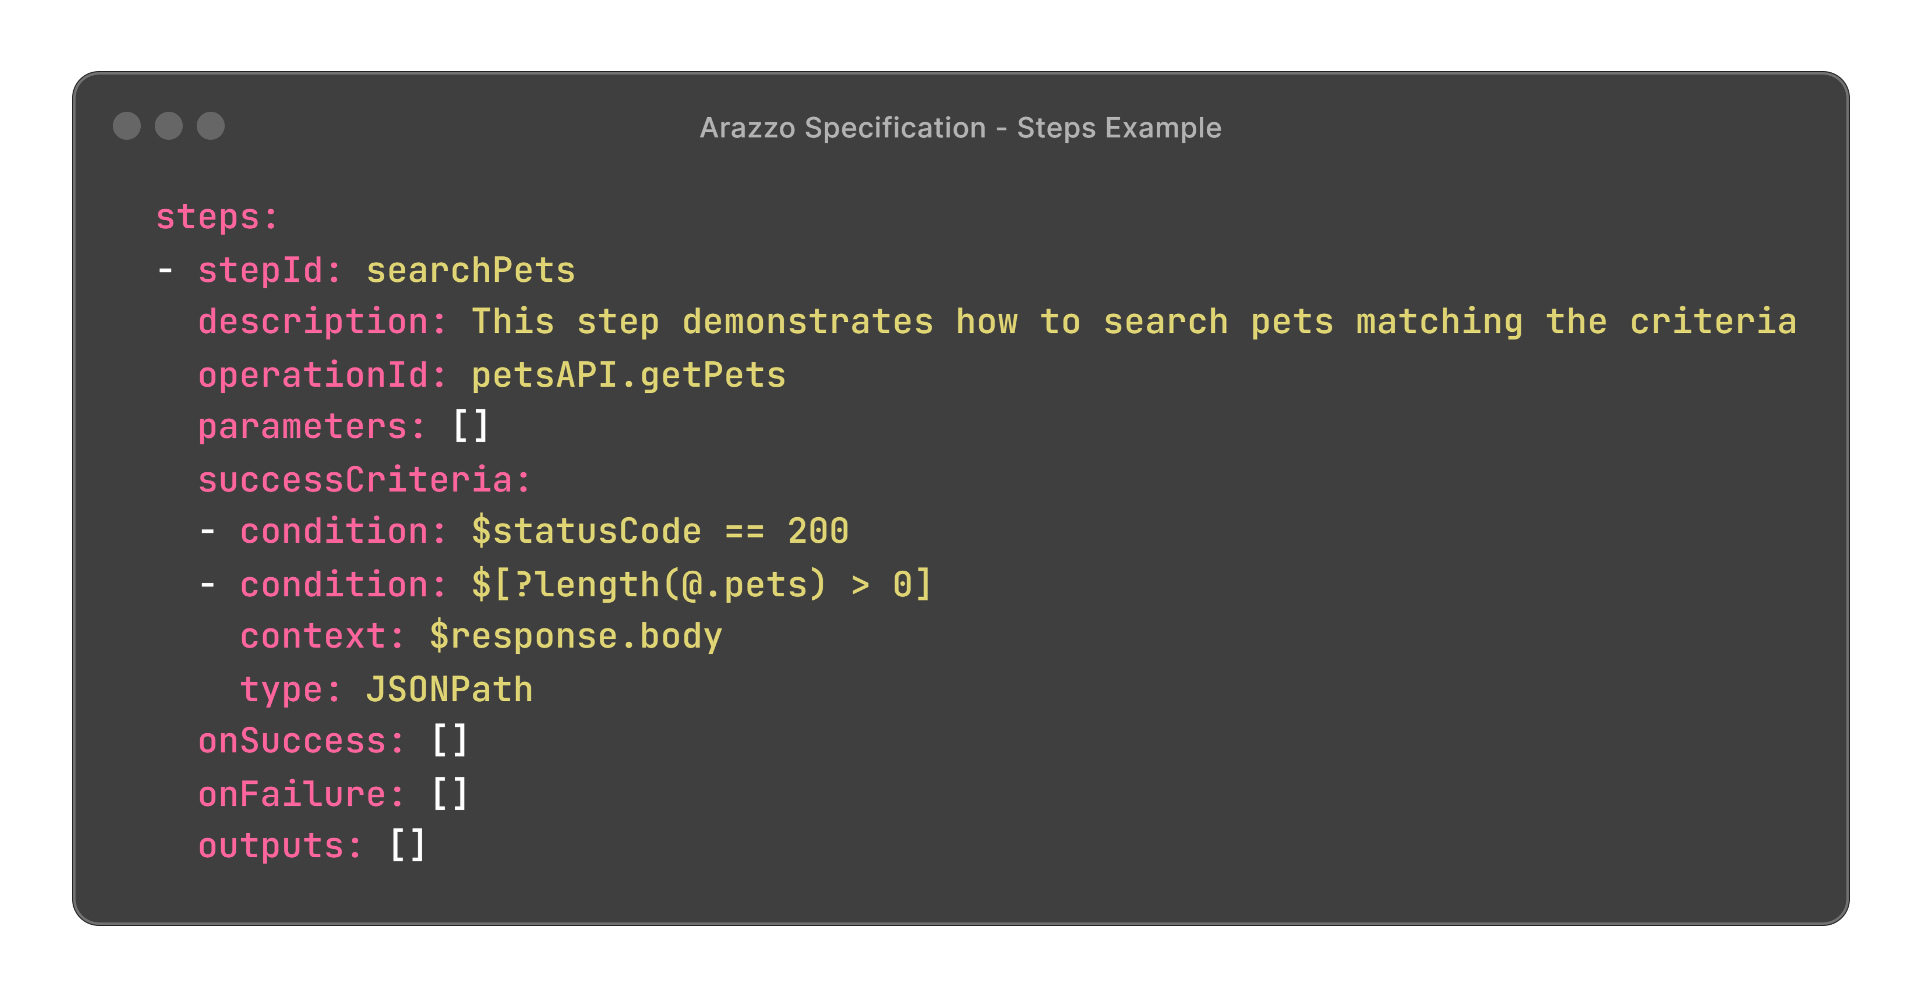 Arazzo Specification - Steps Example
steps:
- stepId: searchPets
  description: This step demonstrates how to search pets matching the criteria
  operationId: petsAPI.getPets
  parameters: []
  successCriteria:
  - condition: $statusCode == 200
  - condition: $[?length(@.pets) > 0]
    context: $response.body
    type: JSONPath
  onSuccess: []
  onFailure: []
  outputs: []